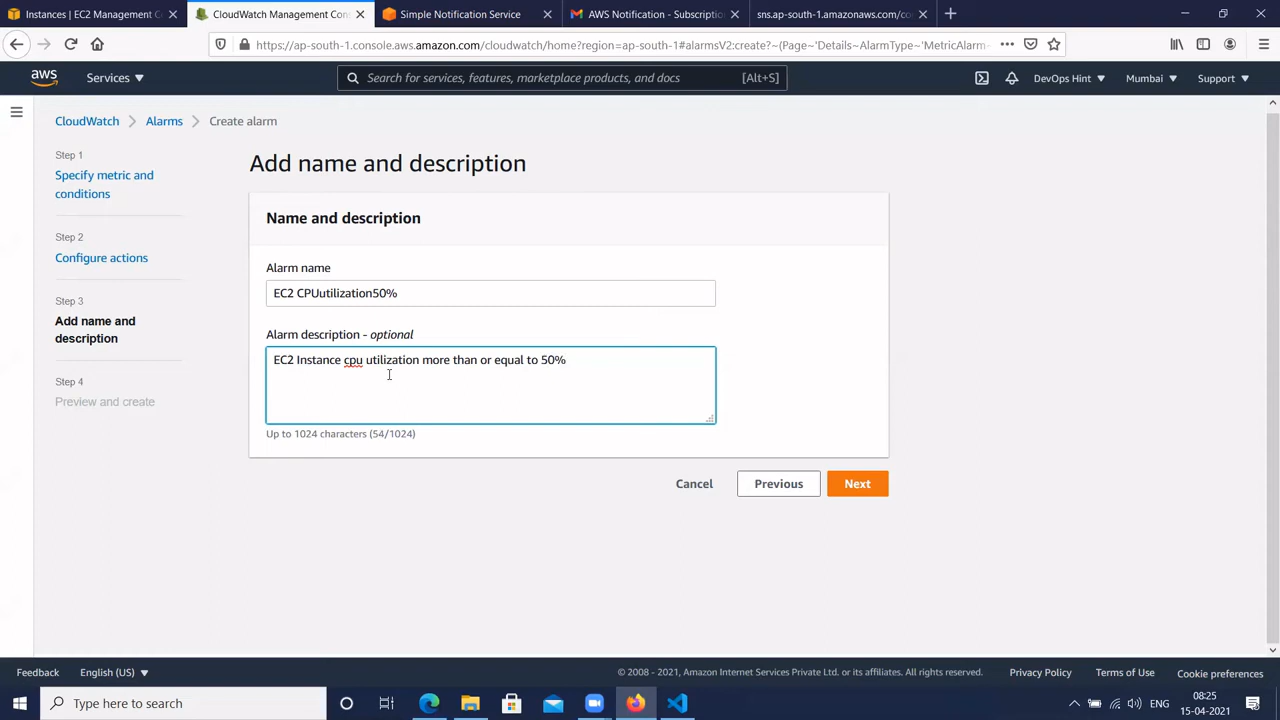 Instances | EC2 Management C
CloudWatch Management Con
Simple Notification Service
AWS Notification - Subscriptio
sns.ap-south-1.amazonaws.com/co
https://ap-south-1.console.aws.amazon.com/cloudwatch/home?region=ap-south-1#alarmsV2:create?~(Page~'Details~AlarmType~'MetricAlarm~
aws
Services
Search for services, features, marketplace products, and docs
[Alt+S]
DevOps Hint
Mumbai
Support
CloudWatch
Alarms
Create alarm
Step 1
Specify metric and
conditions
Step 2
Configure actions
Step 3
Add name and
description
Step 4
Preview and create
Add name and description
Name and description
Alarm name
EC2 CPUutilization50%
Alarm description - optional
EC2 Instance cpu utilization more than or equal to 50%
Up to 1024 characters (54/1024)
Cancel
Previous
Next
Feedback
English (US)
© 2008 - 2021, Amazon Internet Services Private Ltd. or its affiliates. All rights reserved.
Privacy Policy
Terms of Use
Cookie preferences
Type here to search
ENG
08:25
15-04-2021